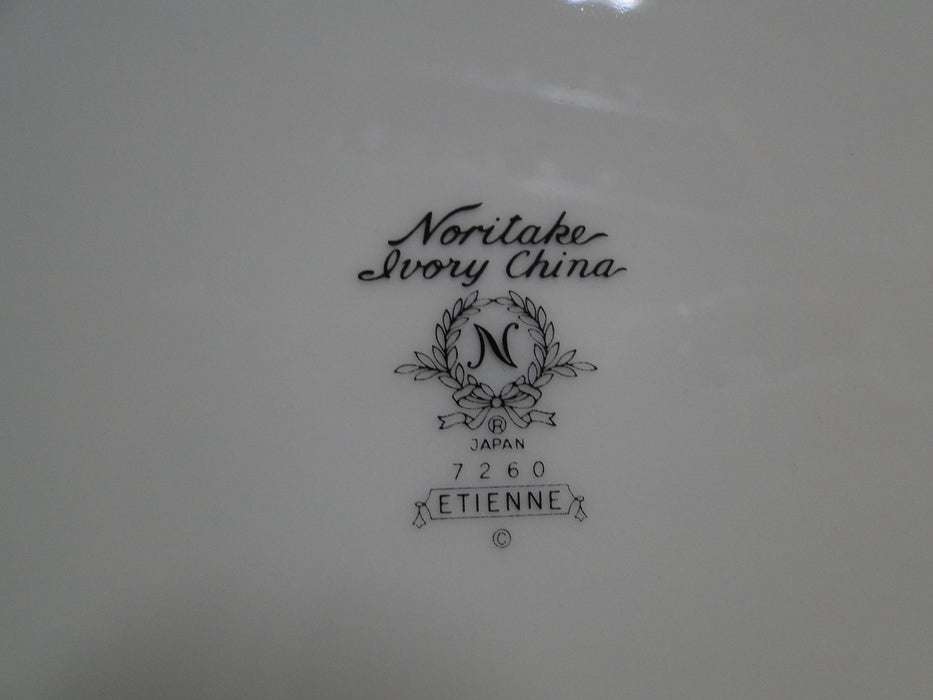 Noritake
Ivory China
N
®
JAPAN
7260
ETIENNE
©